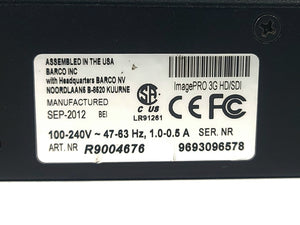 ASSEMBLED IN THE USA
BARCO INC
with Headquarters BARCO NV
NOORDLAAN5 B-8520 KUURNE
MANUFACTURED
SEP-2012 BEI
C US
LR91261
ImagePRO 3G HD/SDI
100-240V ~ 47-63 Hz, 1.0-0.5 A SER. NR
ART. NR R9004676 9693096578